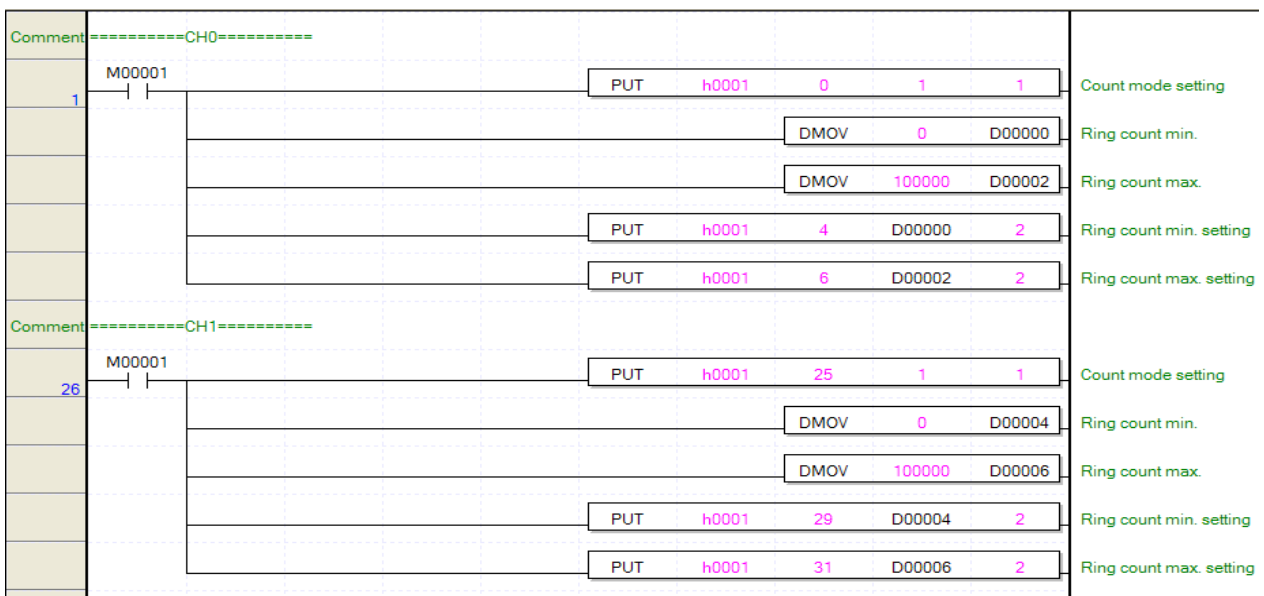 Comment ==========CH0==========
M00001
1 PUT h0001 0 1 1 Count mode setting
DMOV 0 D00000 Ring count min.
DMOV 100000 D00002 Ring count max.
PUT h0001 4 D00000 2 Ring count min. setting
PUT h0001 6 D00002 2 Ring count max. setting
Comment ==========CH1==========
M00001
26 PUT h0001 25 1 1 Count mode setting
DMOV 0 D00004 Ring count min.
DMOV 100000 D00006 Ring count max.
PUT h0001 29 D00004 2 Ring count min. setting
PUT h0001 31 D00006 2 Ring count max. setting